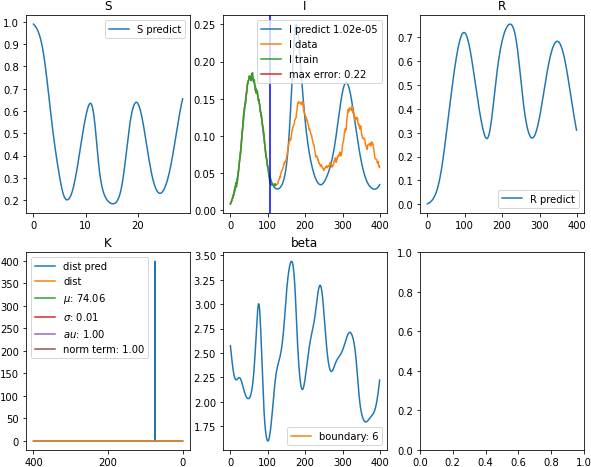 S
1.0
0.9
0.8
0.7
0.6
0.5
0.4
0.3
0.2
0 10 20
S predict
I
0.25
0.20
0.15
0.10
0.05
0.00
0 100 200 300 400
I predict 1.02e-05
I data
I train
max error: 0.22
R
0.7
0.6
0.5
0.4
0.3
0.2
0.1
0.0
0 100 200 300 400
R predict
K
400
350
300
250
200
150
100
50
0
400 200 0
dist pred
dist
μ: 74.06
σ: 0.01
au: 1.00
norm term: 1.00
beta
3.50
3.25
3.00
2.75
2.50
2.25
2.00
1.75
0 100 200 300 400
boundary: 6
1.0
0.8
0.6
0.4
0.2
0.0
0.0 0.2 0.4 0.6 0.8 1.0